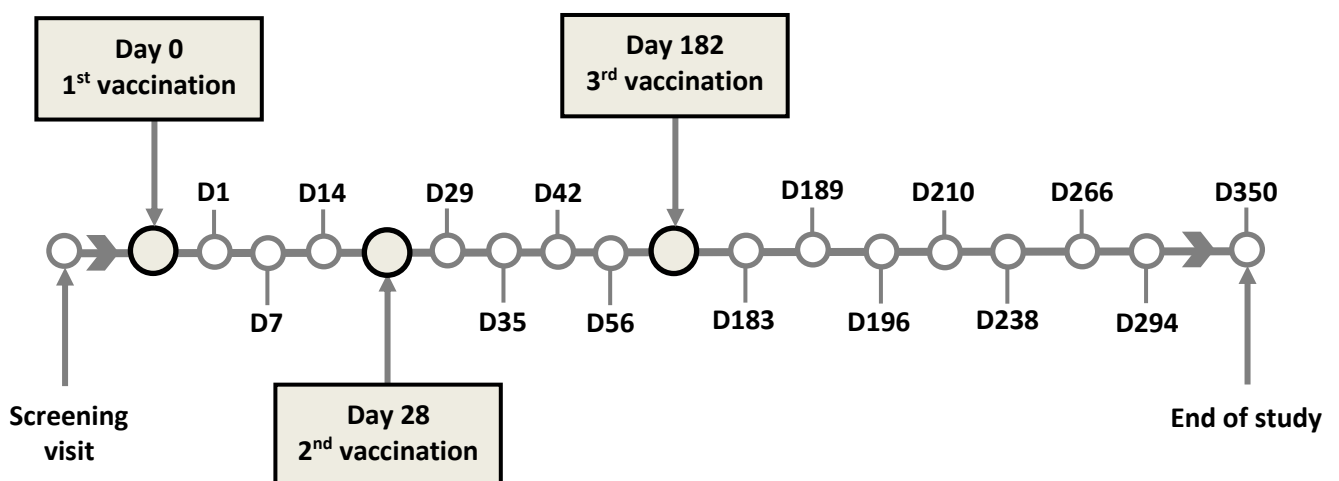 Day 0
1st vaccination
Day 182
3rd vaccination
D1
D14
D29
D42
D189
D210
D266
D350
D7
D35
D56
D183
D196
D238
D294
Screening
visit
Day 28
2nd vaccination
End of study